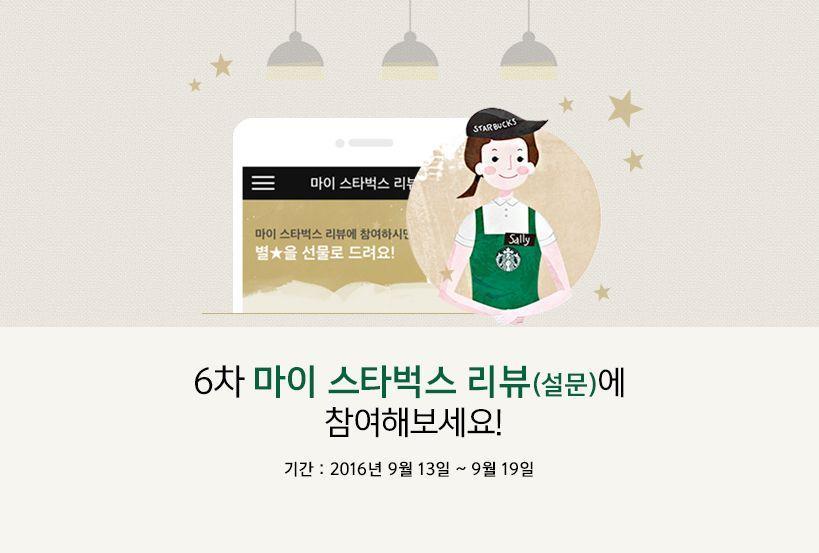 STARBUCKS
마이 스타벅스 리뷰
마이 스타벅스 리뷰에 참여하시면
별★을 선물로 드려요!
Sally
6차 마이 스타벅스 리뷰(설문)에
참여해보세요!
기간 : 2016년 9월 13일 ~ 9월 19일